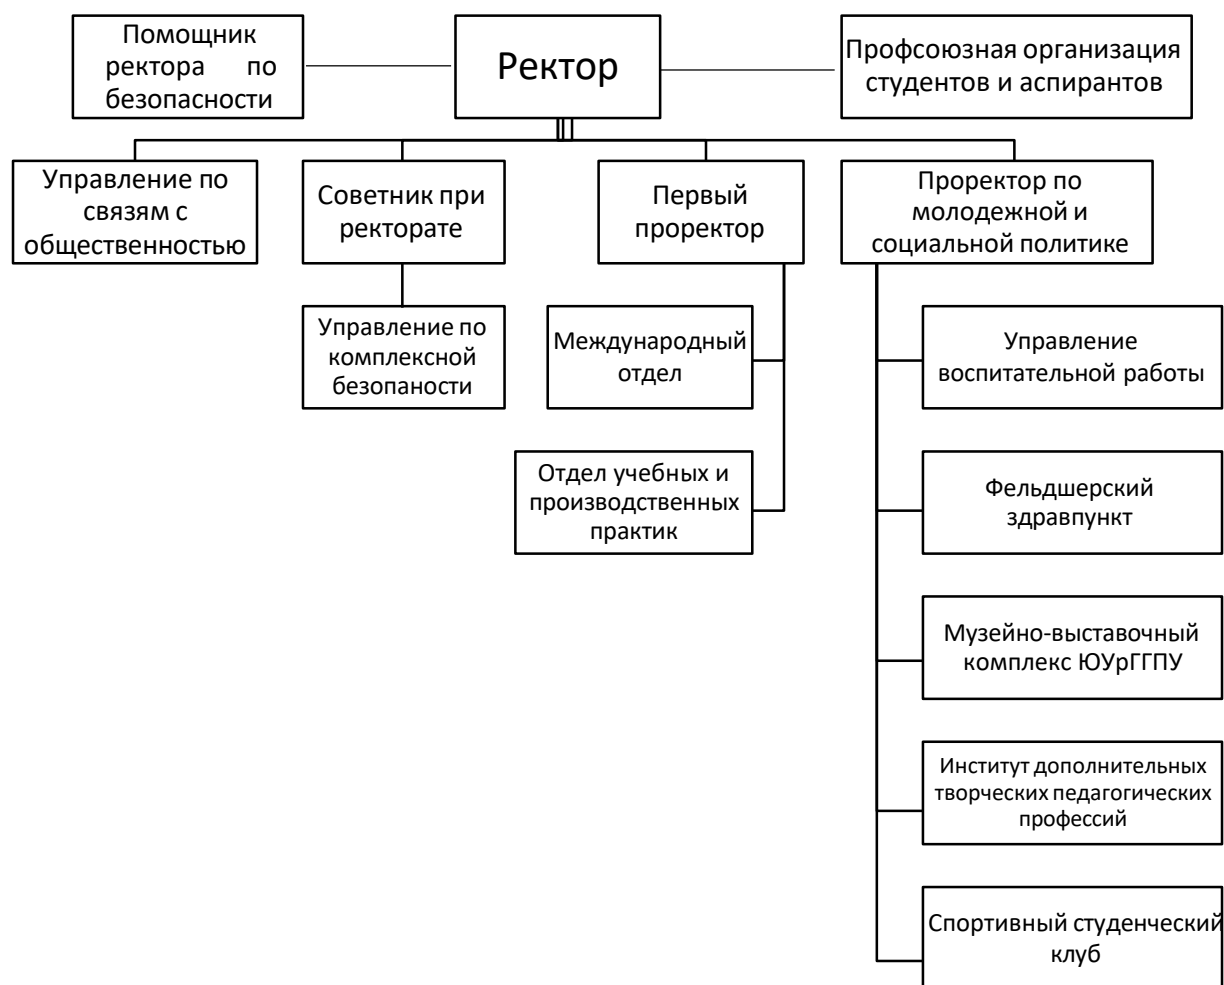 Помощник
ректора по
безопасности
Ректор
Профсоюзная организация
студентов и аспирантов
Управление по
связям с
общественностью
Советник при
ректорате
Первый
проректор
Проректор по
молодежной и
социальной политике
Управление по
комплексной
безопаности
Международный
отдел
Управление
воспитательной работы
Отдел учебных и
производственных
практик
Фельдшерский
здравпункт
Музейно-выставочный
комплекс ЮУрГГПУ
Институт дополнительных
творческих педагогических
профессий
Спортивный студенческий
клуб